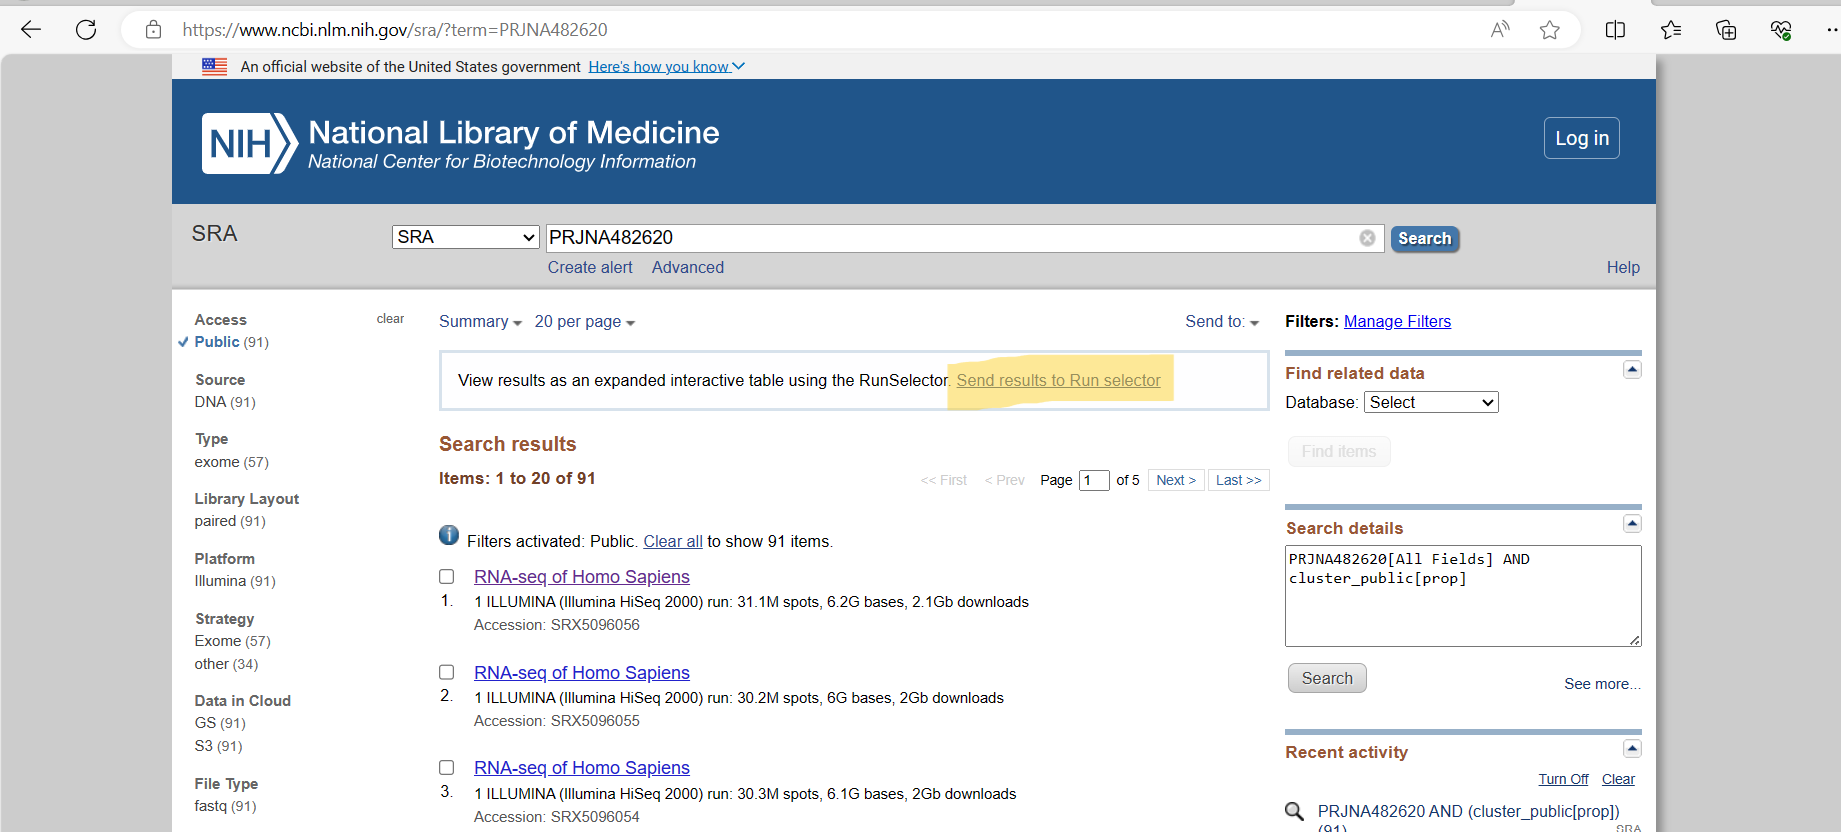 https://www.ncbi.nlm.nih.gov/sra/?term=PRJNA482620
An official website of the United States government Here's how you know
NIH National Library of Medicine
National Center for Biotechnology Information
Log in
SRA
SRA
PRJNA482620
Search
Create alert Advanced
Help
Access clear
Public (91)
Source
DNA (91)
Type
exome (57)
Library Layout
paired (91)
Platform
Illumina (91)
Strategy
Exome (57)
other (34)
Data in Cloud
GS (91)
S3 (91)
File Type
fastq (91)
Summary 20 per page Send to:
View results as an expanded interactive table using the RunSelector. Send results to Run selector
Search results
Items: 1 to 20 of 91
<< First < Prev Page 1 of 5 Next > Last >>
Filters activated: Public. Clear all to show 91 items.
RNA-seq of Homo Sapiens
1. 1 ILLUMINA (Illumina HiSeq 2000) run: 31.1M spots, 6.2G bases, 2.1Gb downloads
Accession: SRX5096056
RNA-seq of Homo Sapiens
2. 1 ILLUMINA (Illumina HiSeq 2000) run: 30.2M spots, 6G bases, 2Gb downloads
Accession: SRX5096055
RNA-seq of Homo Sapiens
3. 1 ILLUMINA (Illumina HiSeq 2000) run: 30.3M spots, 6.1G bases, 2Gb downloads
Accession: SRX5096054
Filters: Manage Filters
Find related data
Database: Select
Find items
Search details
PRJNA482620[All Fields] AND
cluster_public[prop]
Search
See more...
Recent activity
Turn Off Clear
PRJNA482620 AND (cluster_public[prop])
(91)
SRA